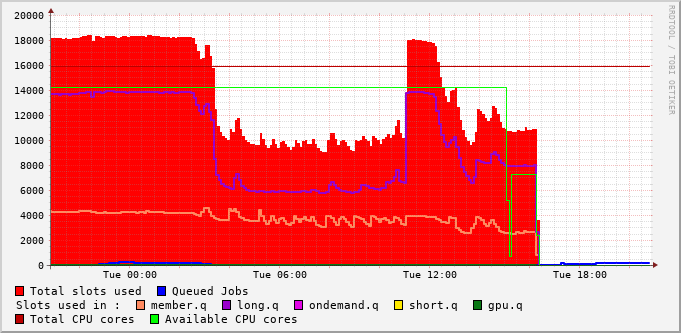 RRDTOOL / TOBI OETIKER
20000
18000
16000
14000
12000
10000
8000
6000
4000
2000
0
Tue 00:00 Tue 06:00 Tue 12:00 Tue 18:00
Total slots used Queued Jobs
Slots used in : member.q long.q ondemand.q short.q gpu.q
Total CPU cores Available CPU cores